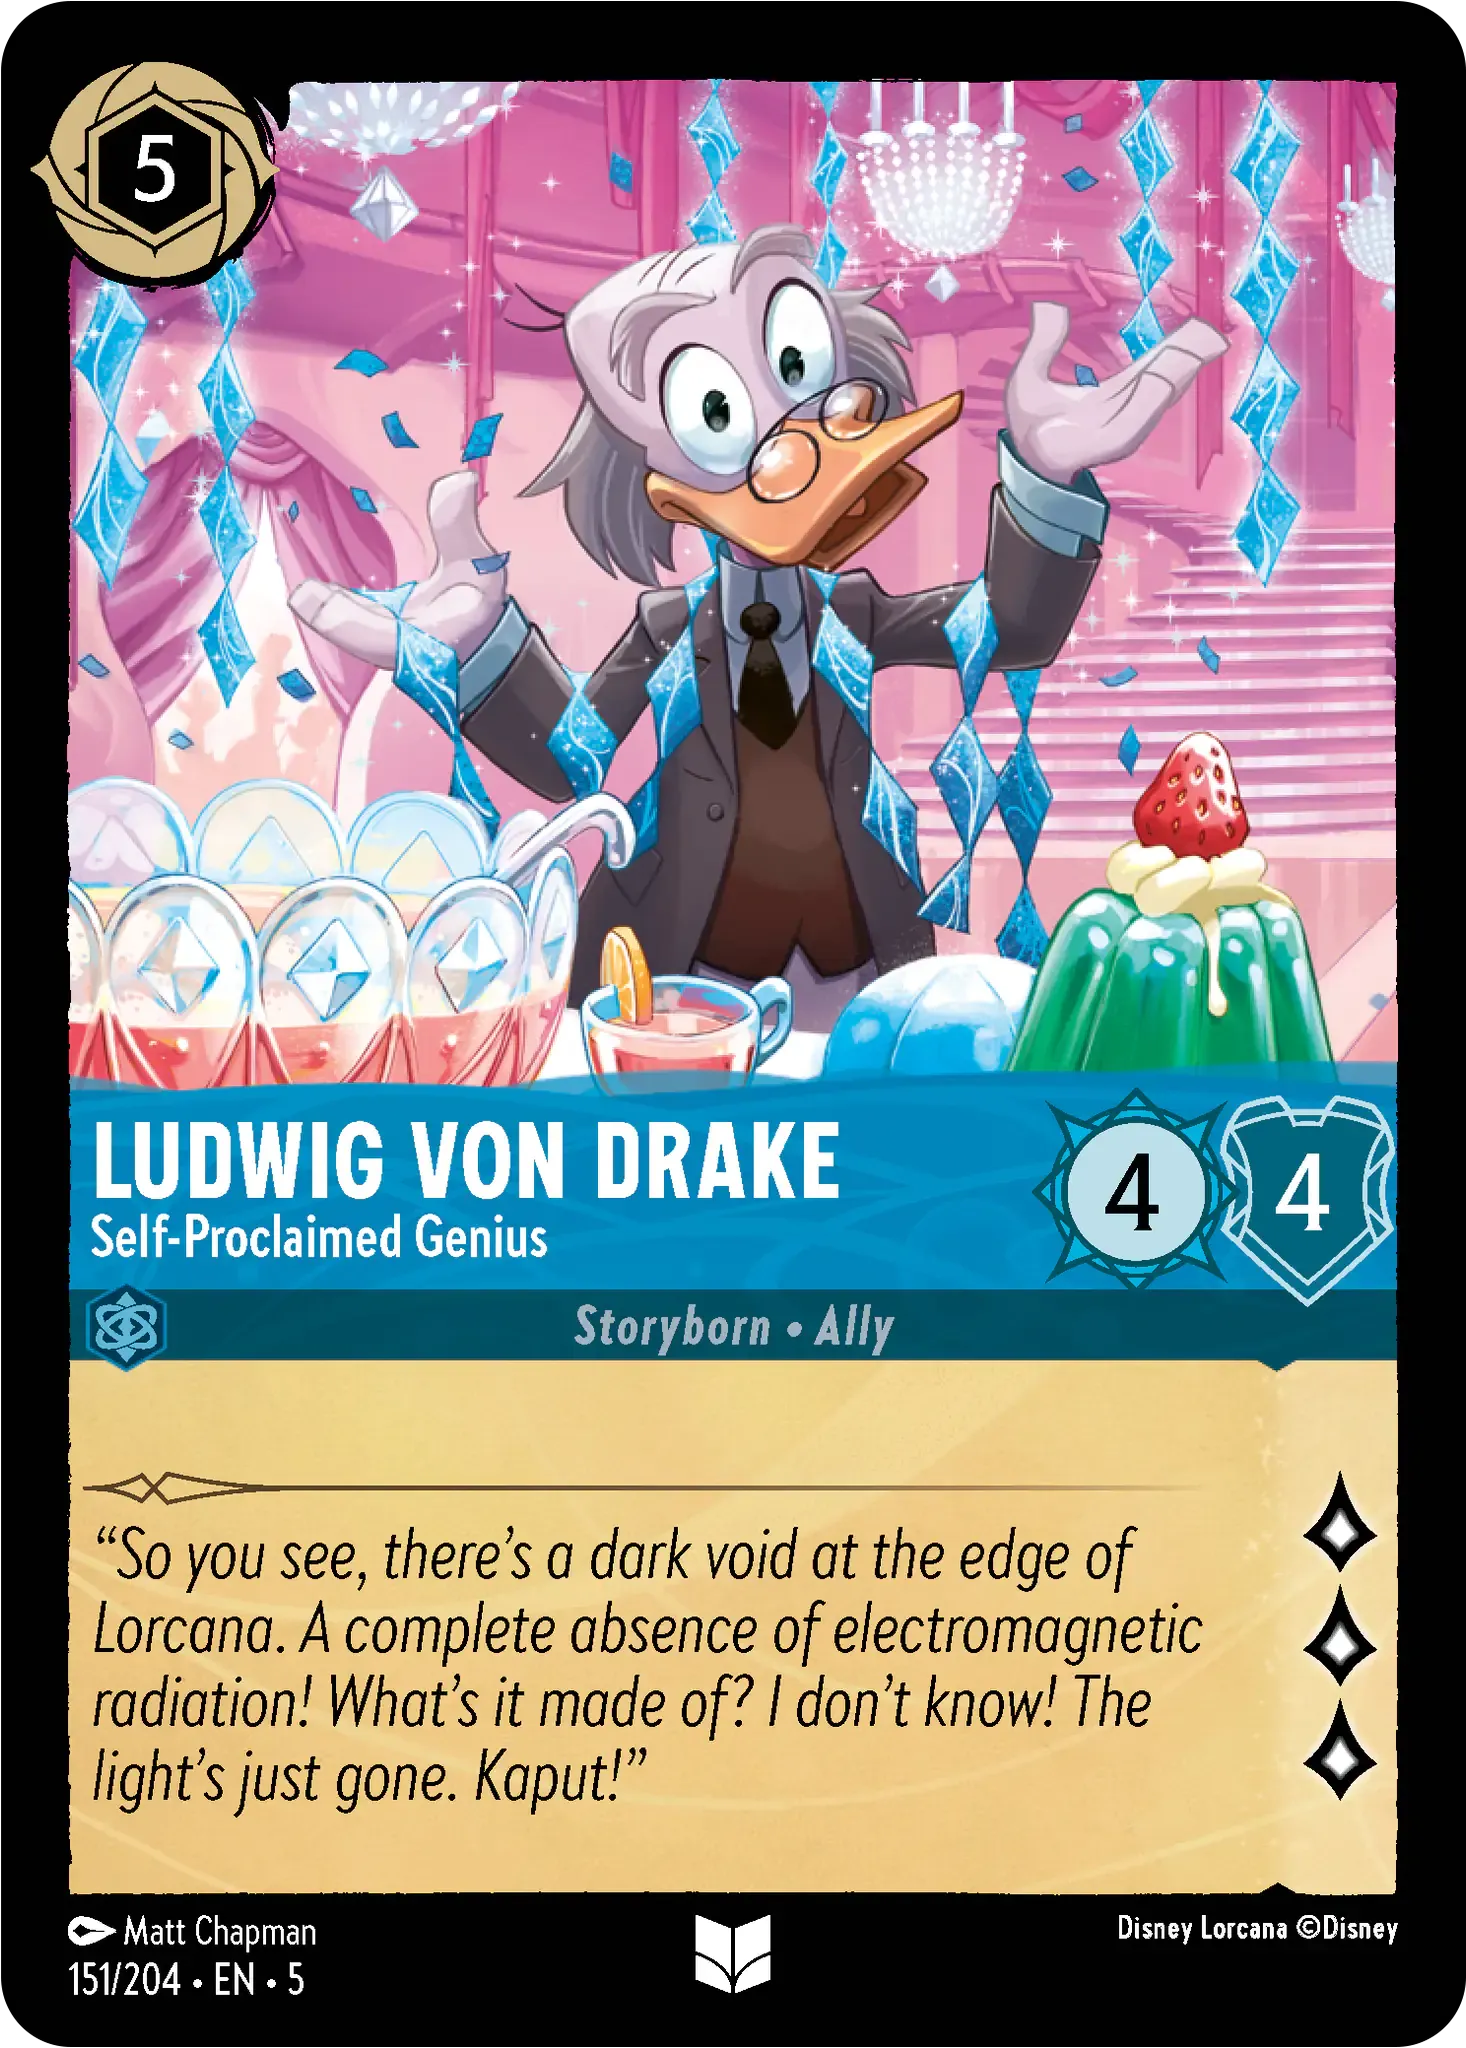 5
LUDWIG VON DRAKE
Self-Proclaimed Genius
4
4
Storyborn • Ally
“So you see, there’s a dark void at the edge of
Lorcana. A complete absence of electromagnetic
radiation! What’s it made of? I don’t know! The
light’s just gone. Kaput!”
Matt Chapman
151/204 • EN • 5
Disney Lorcana ©Disney